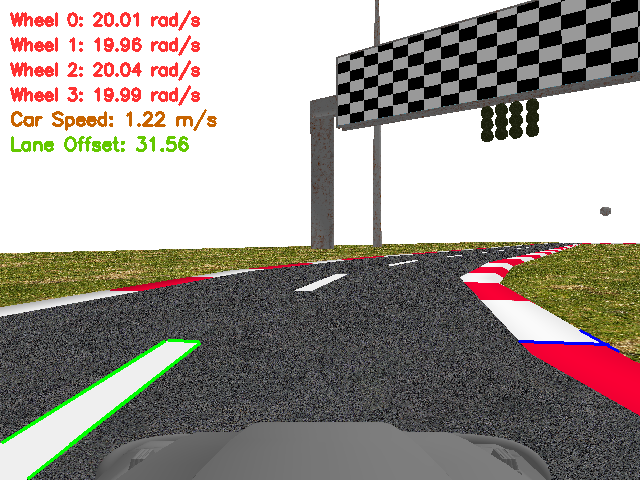 Wheel 0: 20.01 rad/s
Wheel 1: 19.96 rad/s
Wheel 2: 20.04 rad/s
Wheel 3: 19.99 rad/s
Car Speed: 1.22 m/s
Lane Offset: 31.56